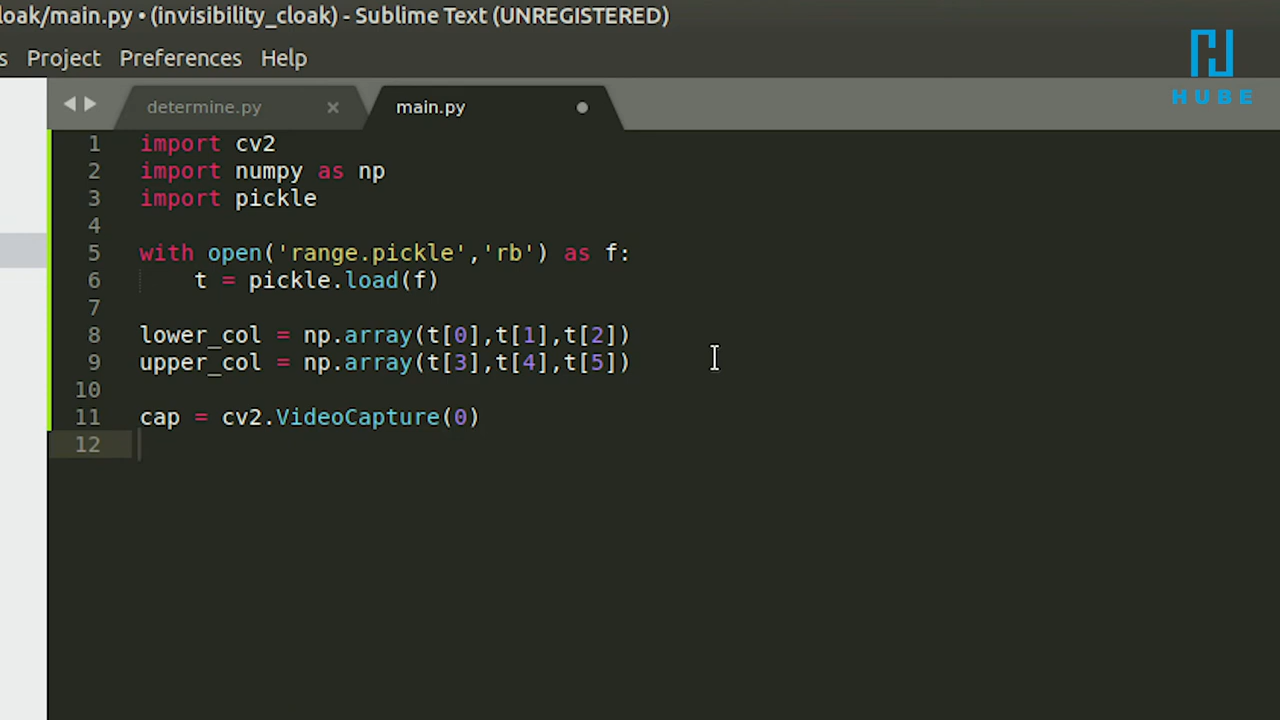 loak/main.py • (invisibility_cloak) - Sublime Text (UNREGISTERED)
s Project Preferences Help
HUBE
determine.py × main.py
1 import cv2
2 import numpy as np
3 import pickle
4
5 with open('range.pickle','rb') as f:
6     t = pickle.load(f)
7
8 lower_col = np.array(t[0],t[1],t[2])
9 upper_col = np.array(t[3],t[4],t[5])
10
11 cap = cv2.VideoCapture(0)
12